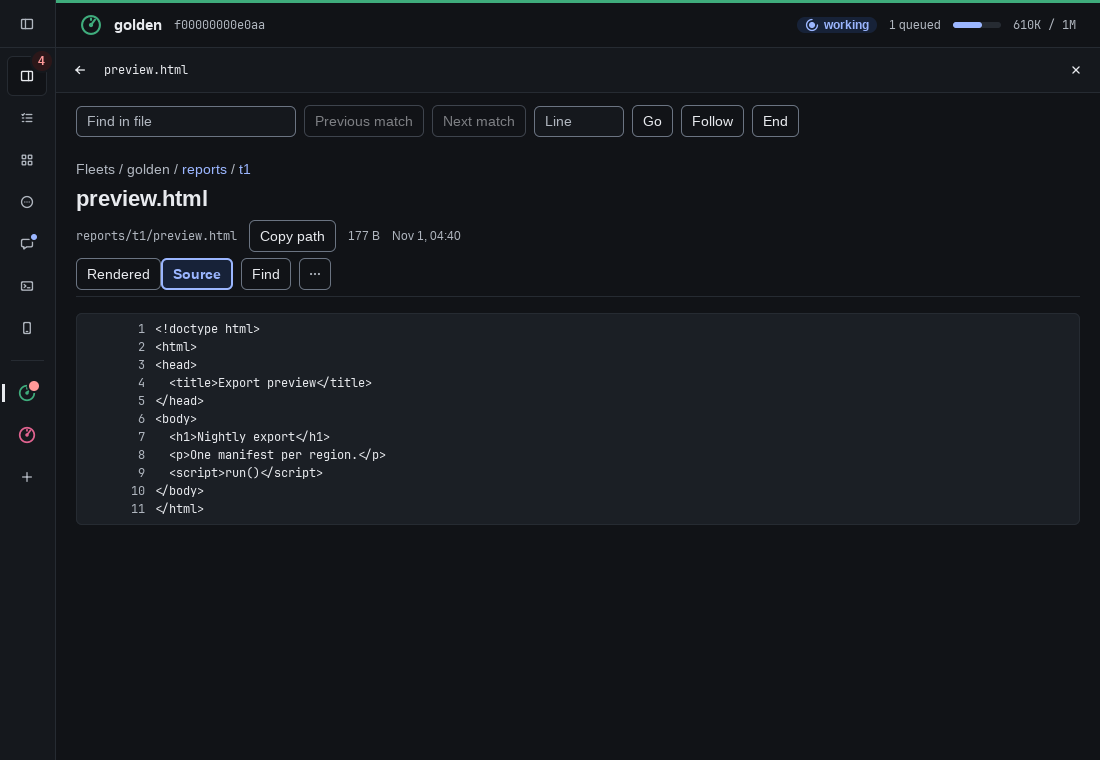 golden f00000000e0aa working 1 queued 610K / 1M
4
preview.html
Find in file Previous match Next match Line Go Follow End
Fleets / golden / reports / t1
preview.html
reports/t1/preview.html Copy path 177 B Nov 1, 04:40
Rendered Source Find ···
1 <!doctype html>
2 <html>
3 <head>
4   <title>Export preview</title>
5 </head>
6 <body>
7   <h1>Nightly export</h1>
8   <p>One manifest per region.</p>
9   <script>run()</script>
10 </body>
11 </html>